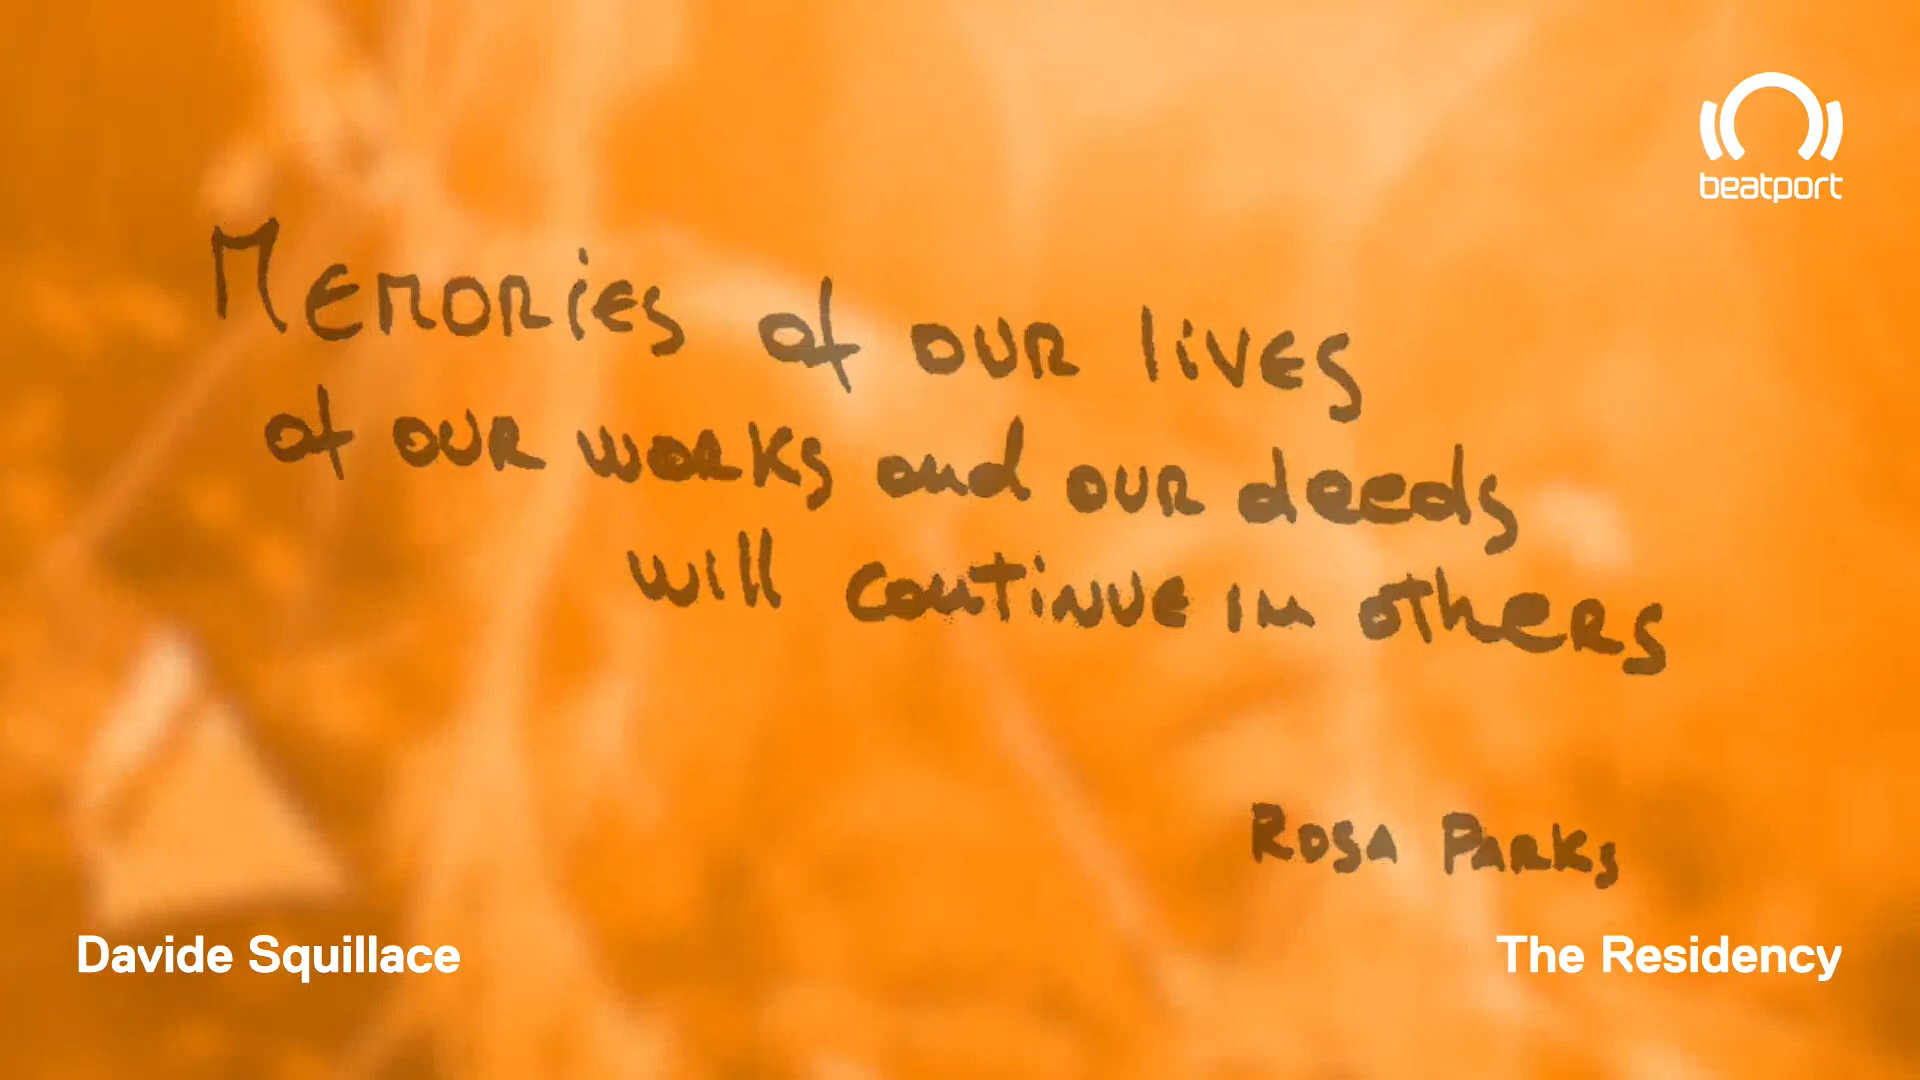 beatport
Memories of our lives
of our works and our deeds
will continue in others
Rosa Parks
Davide Squillace
The Residency